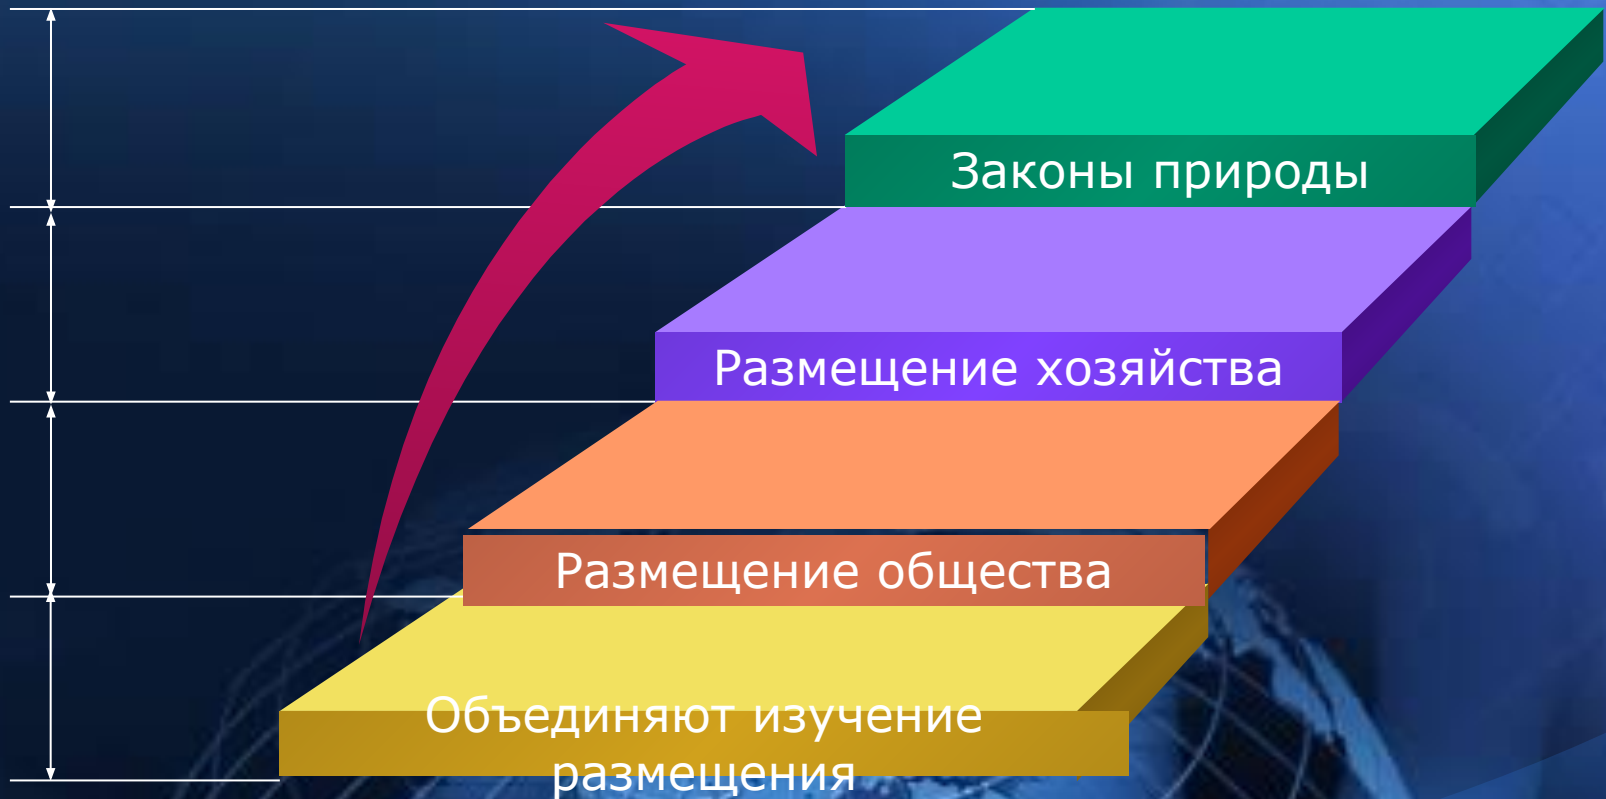 Законы природы
Размещение хозяйства
Размещение общества
Объединяют изучение
размещения